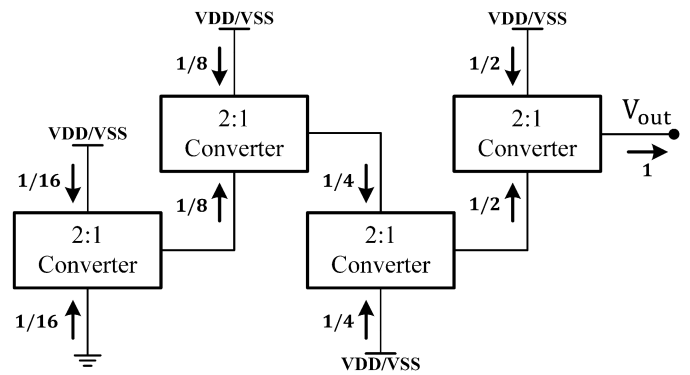 VDD/VSS
VDD/VSS
1/8
1/2
2:1
Converter
2:1
Converter
Vout
1
VDD/VSS
1/16
1/8
1/4
1/2
2:1
Converter
2:1
Converter
1/16
1/4
VDD/VSS